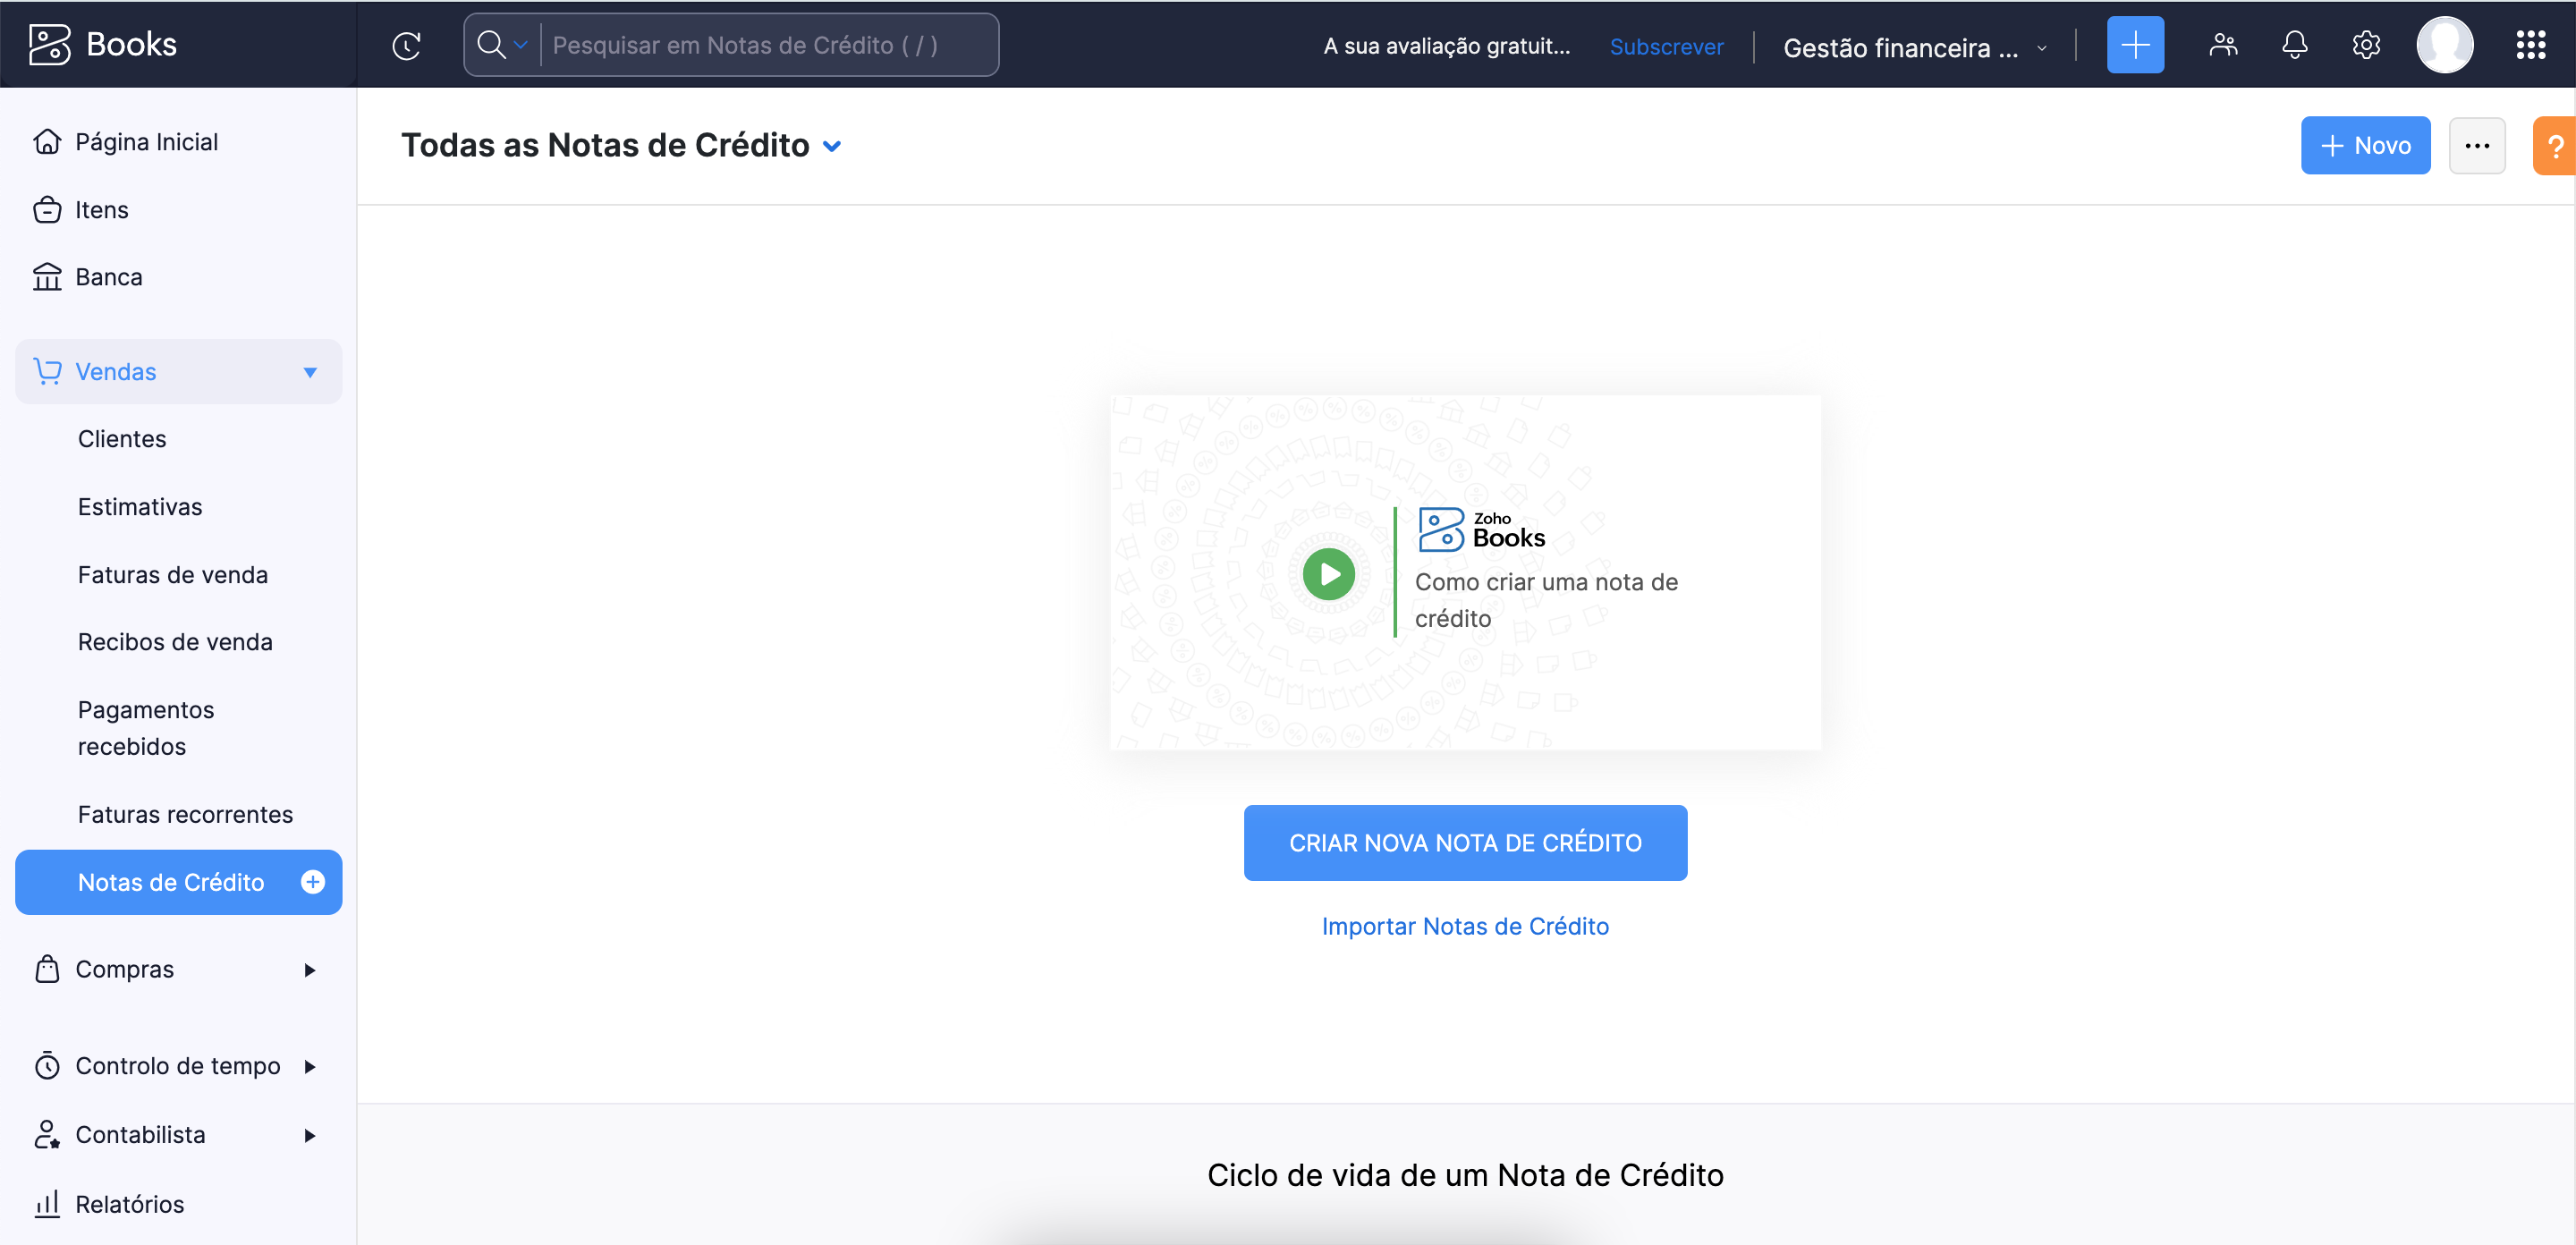 Books
Pesquisar em Notas de Crédito ( / )
A sua avaliação gratuit...
Subscrever
Gestão financeira ...
Página Inicial
Itens
Banca
Vendas
Clientes
Estimativas
Faturas de venda
Recibos de venda
Pagamentos
recebidos
Faturas recorrentes
Notas de Crédito
Compras
Controlo de tempo
Contabilista
Relatórios
Todas as Notas de Crédito
+ Novo
...
?
Zoho
Books
Como criar uma nota de
crédito
CRIAR NOVA NOTA DE CRÉDITO
Importar Notas de Crédito
Ciclo de vida de um Nota de Crédito